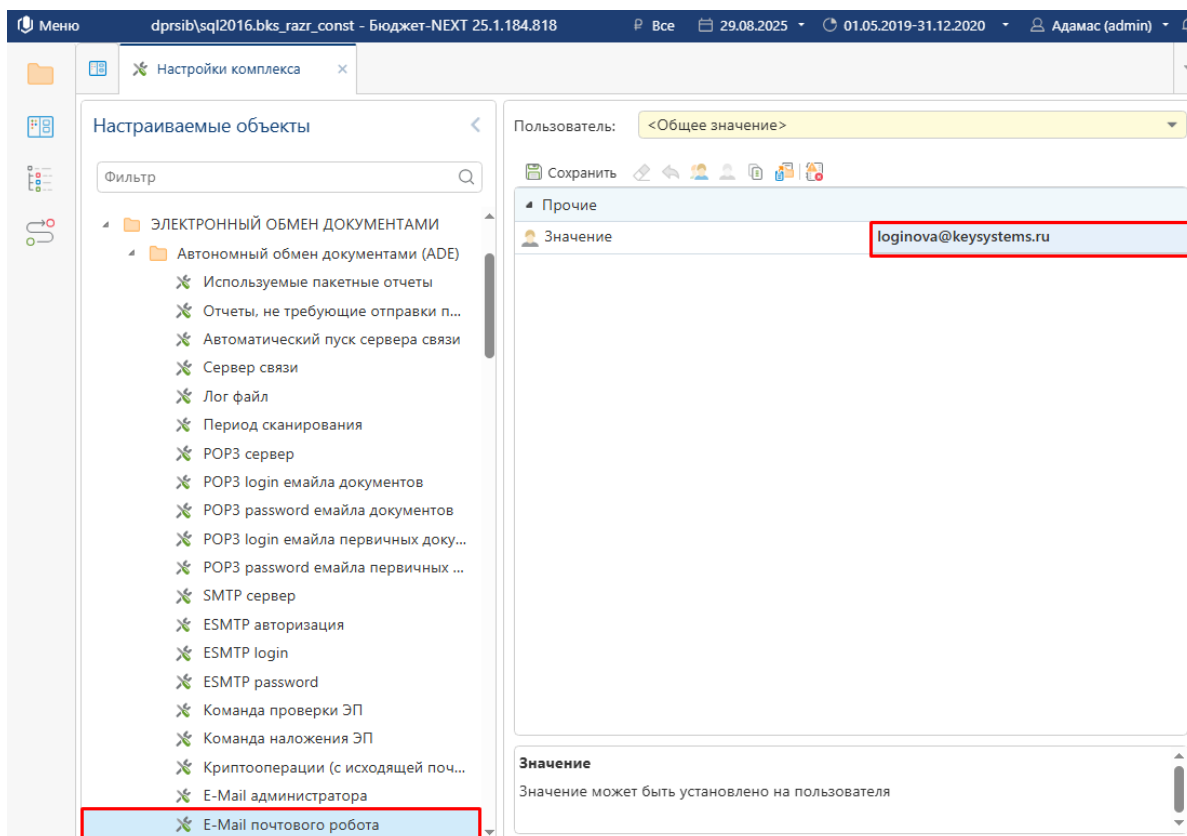 Меню
dprsib\sql2016.bks_razr_const - Бюджет-NEXT 25.1.184.818
₽ Все
29.08.2025
01.05.2019-31.12.2020
Адамас (admin)
Настройки комплекса
Настраиваемые объекты
Фильтр
ЭЛЕКТРОННЫЙ ОБМЕН ДОКУМЕНТАМИ
Автономный обмен документами (ADE)
Используемые пакетные отчеты
Отчеты, не требующие отправки п...
Автоматический пуск сервера связи
Сервер связи
Лог файл
Период сканирования
POP3 сервер
POP3 login емайла документов
POP3 password емайла документов
POP3 login емайла первичных доку...
POP3 password емайла первичных ...
SMTP сервер
ESMTP авторизация
ESMTP login
ESMTP password
Команда проверки ЭП
Команда наложения ЭП
Криптооперации (с исходящей поч...
E-Mail администратора
E-Mail почтового робота
Пользователь:
<Общее значение>
Сохранить
Прочие
Значение
loginova@keysystems.ru
Значение
Значение может быть установлено на пользователя